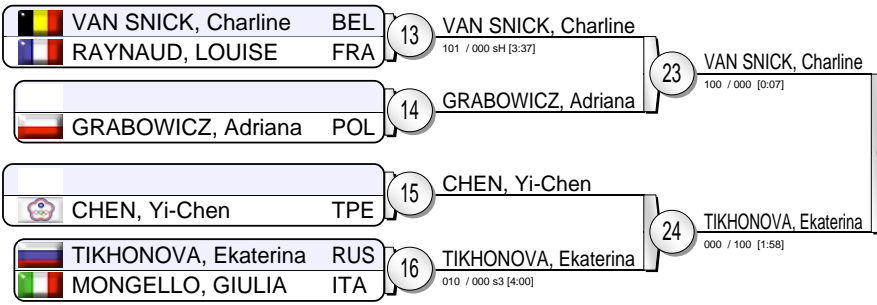 VAN SNICK, Charline BEL
RAYNAUD, LOUISE FRA
13
VAN SNICK, Charline
101 / 000 sH [3:37]
GRABOWICZ, Adriana POL
14
GRABOWICZ, Adriana
23
VAN SNICK, Charline
100 / 000 [0:07]
CHEN, Yi-Chen TPE
15
CHEN, Yi-Chen
TIKHONOVA, Ekaterina RUS
MONGELLO, GIULIA ITA
16
TIKHONOVA, Ekaterina
010 / 000 s3 [4:00]
24
TIKHONOVA, Ekaterina
000 / 100 [1:58]